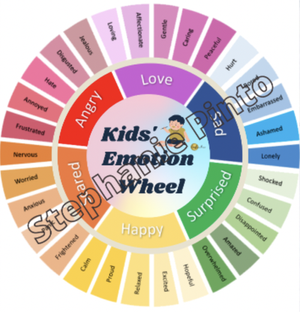 Kids'
Emotion
Wheel
Love
Sad
Surprised
Happy
Scared
Angry
Loving
Affectionate
Gentle
Caring
Peaceful
Hurt
Embarrassed
Ashamed
Lonely
Shocked
Confused
Disappointed
Amazed
Overwhelmed
Hopeful
Excited
Relaxed
Proud
Calm
Frightened
Anxious
Worried
Nervous
Frustrated
Annoyed
Hate
Disgusted
Jealous
Stephanie Pinto